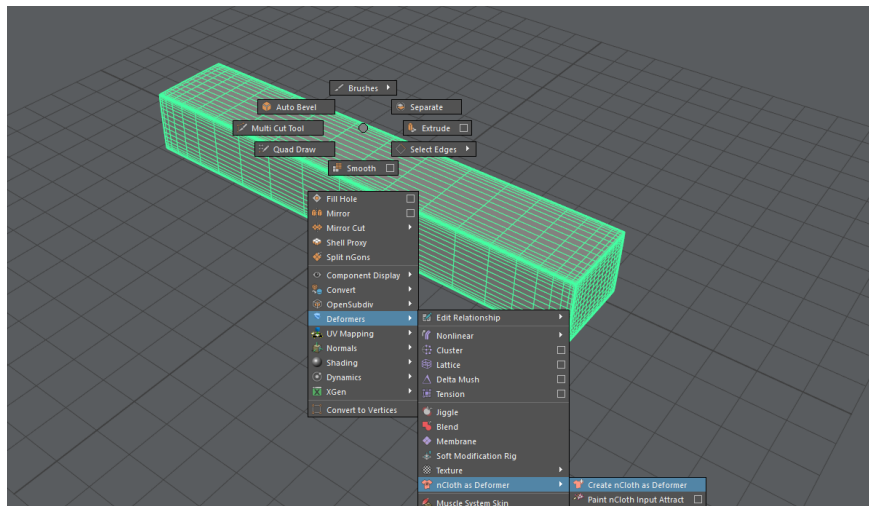 Brushes
Auto Bevel
Separate
Multi Cut Tool
Extrude
Quad Draw
Select Edges
Smooth
Fill Hole
Mirror
Mirror Cut
Shell Proxy
Split nGons
Component Display
Convert
OpenSubdiv
Deformers
UV Mapping
Normals
Shading
Dynamics
XGen
Convert to Vertices
Edit Relationship
Nonlinear
Cluster
Lattice
Delta Mush
Tension
Jiggle
Blend
Membrane
Soft Modification Rig
Texture
nCloth as Deformer
Muscle System Skin
Create nCloth as Deformer
Paint nCloth Input Attract